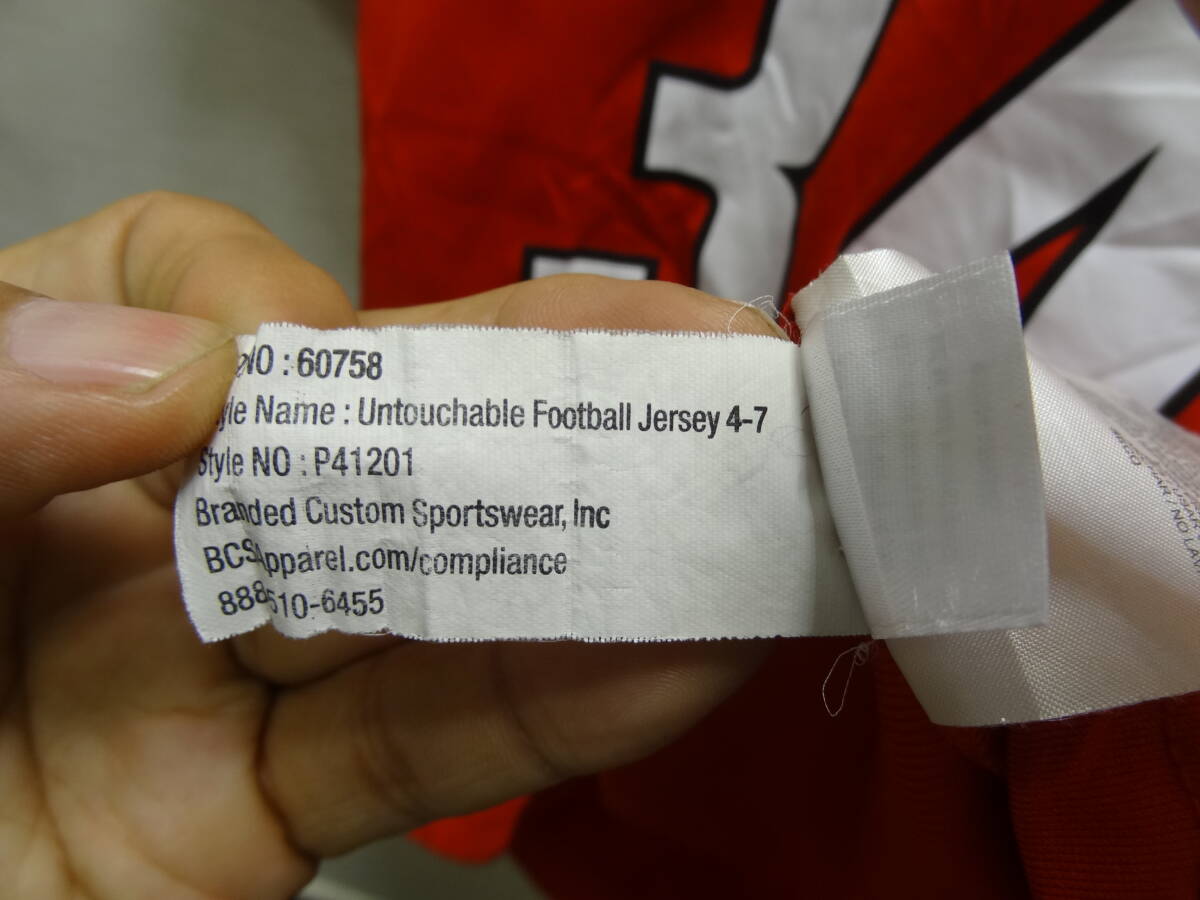 NO : 60758
yle Name : Untouchable Football Jersey 4-7
Style NO : P41201
Branded Custom Sportswear, Inc
BCSApparel.com/compliance
888 510-6455